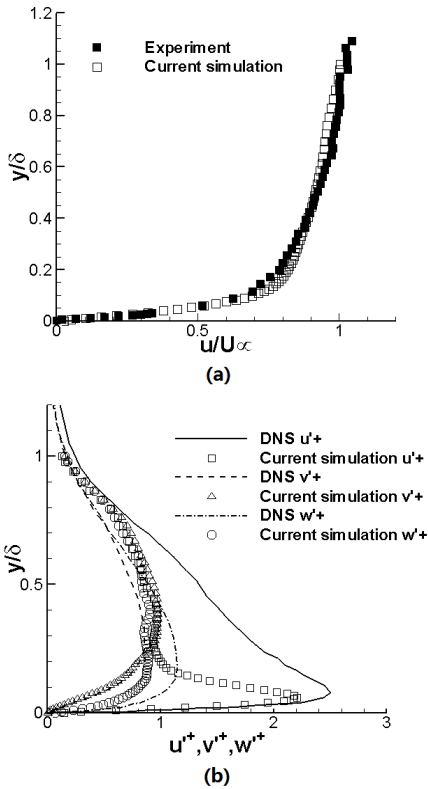 1.2
1
0.8
0.6
0.4
0.2
0
0
0.5
1
y/δ
u/U∝
Experiment
Current simulation
(a)
1
0.5
0
0
1
2
3
y/δ
u'+,v'+,w'+
DNS u'+
Current simulation u'+
DNS v'+
Current simulation v'+
DNS w'+
Current simulation w'+
(b)